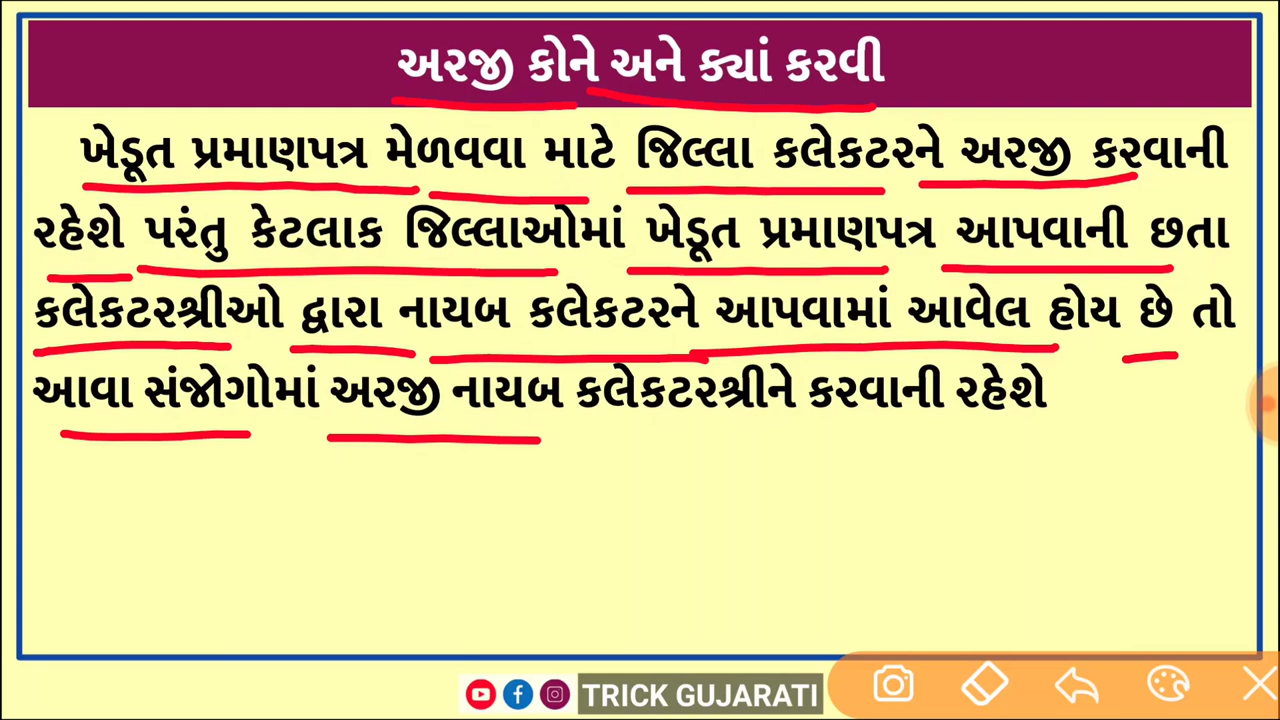 અરજી કોને અને ક્યાં કરવી
ખેડૂત પ્રમાણપત્ર મેળવવા માટે જિલ્લા કલેકટરને અરજી કરવાની
રહેશે પરંતુ કેટલાક જિલ્લાઓમાં ખેડૂત પ્રમાણપત્ર આપવાની છતા
કલેકટરશ્રીઓ દ્વારા નાયબ કલેકટરને આપવામાં આવેલ હોય છે તો
આવા સંજોગોમાં અરજી નાયબ કલેકટરશ્રીને કરવાની રહેશે
TRICK GUJARATI